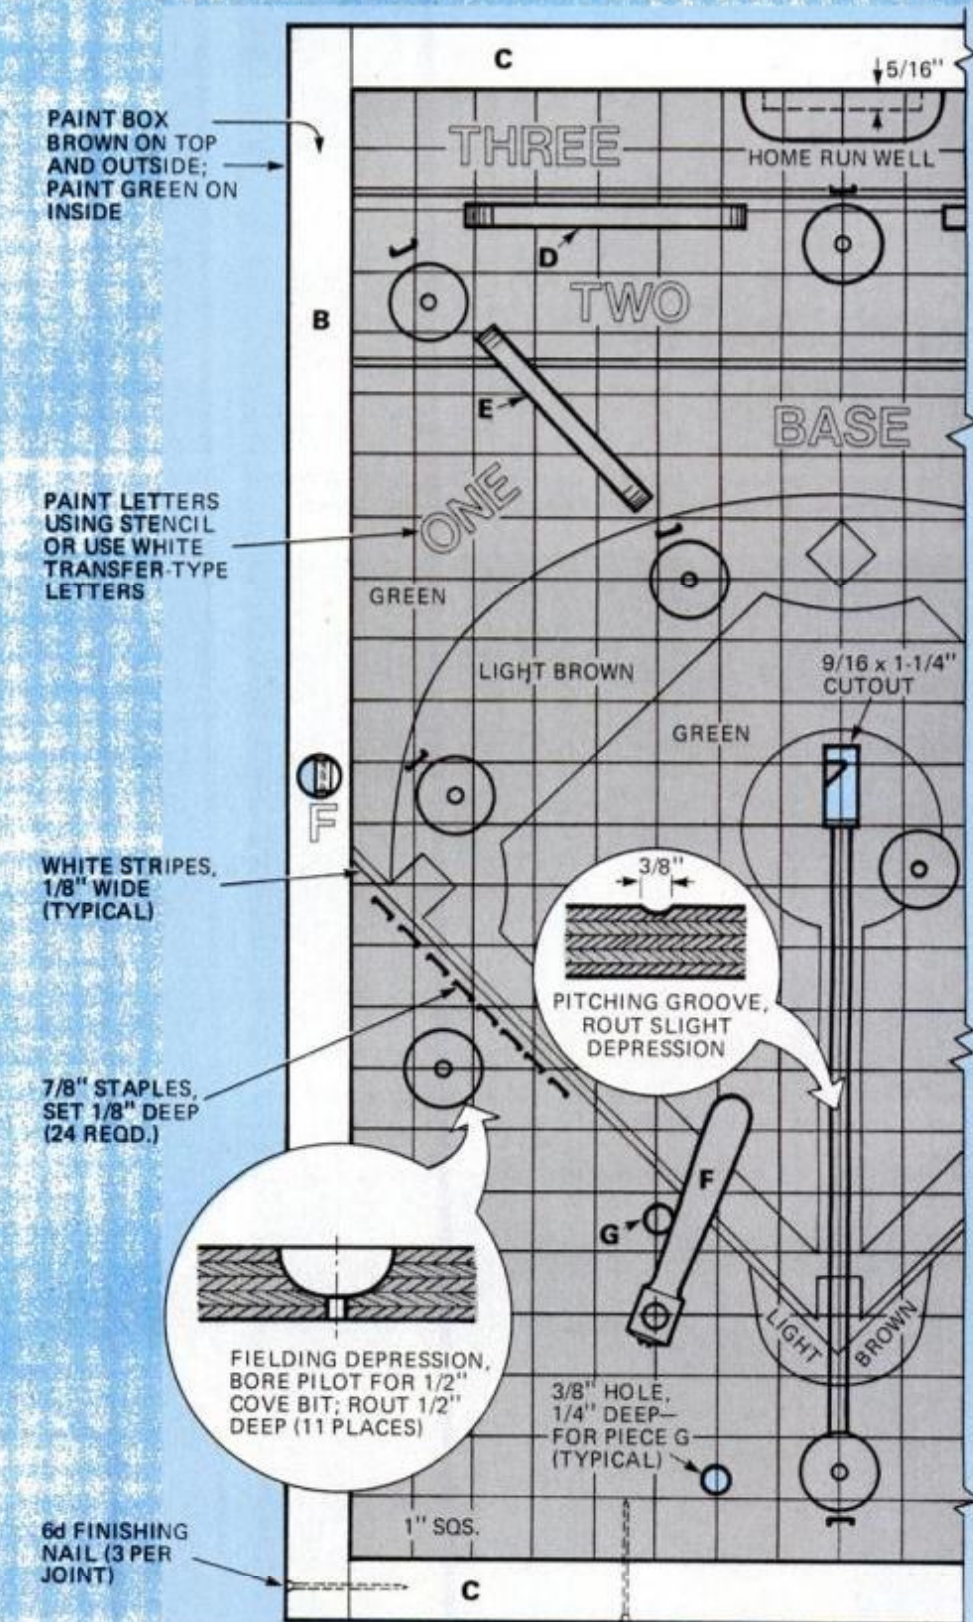 C
5/16"
PAINT BOX
BROWN ON TOP
AND OUTSIDE;
PAINT GREEN ON
INSIDE
THREE
HOME RUN WELL
D
TWO
B
E
BASE
ONE
PAINT LETTERS
USING STENCIL
OR USE WHITE
TRANSFER-TYPE
LETTERS
GREEN
LIGHT BROWN
9/16 x 1-1/4"
CUTOUT
GREEN
F
WHITE STRIPES,
1/8" WIDE
(TYPICAL)
3/8"
PITCHING GROOVE,
ROUT SLIGHT
DEPRESSION
7/8" STAPLES,
SET 1/8" DEEP
(24 REQD.)
F
G
LIGHT
BROWN
FIELDING DEPRESSION,
BORE PILOT FOR 1/2"
COVE BIT; ROUT 1/2"
DEEP (11 PLACES)
3/8" HOLE,
1/4" DEEP—
FOR PIECE G
(TYPICAL)
1" SQS.
6d FINISHING
NAIL (3 PER
JOINT)
C